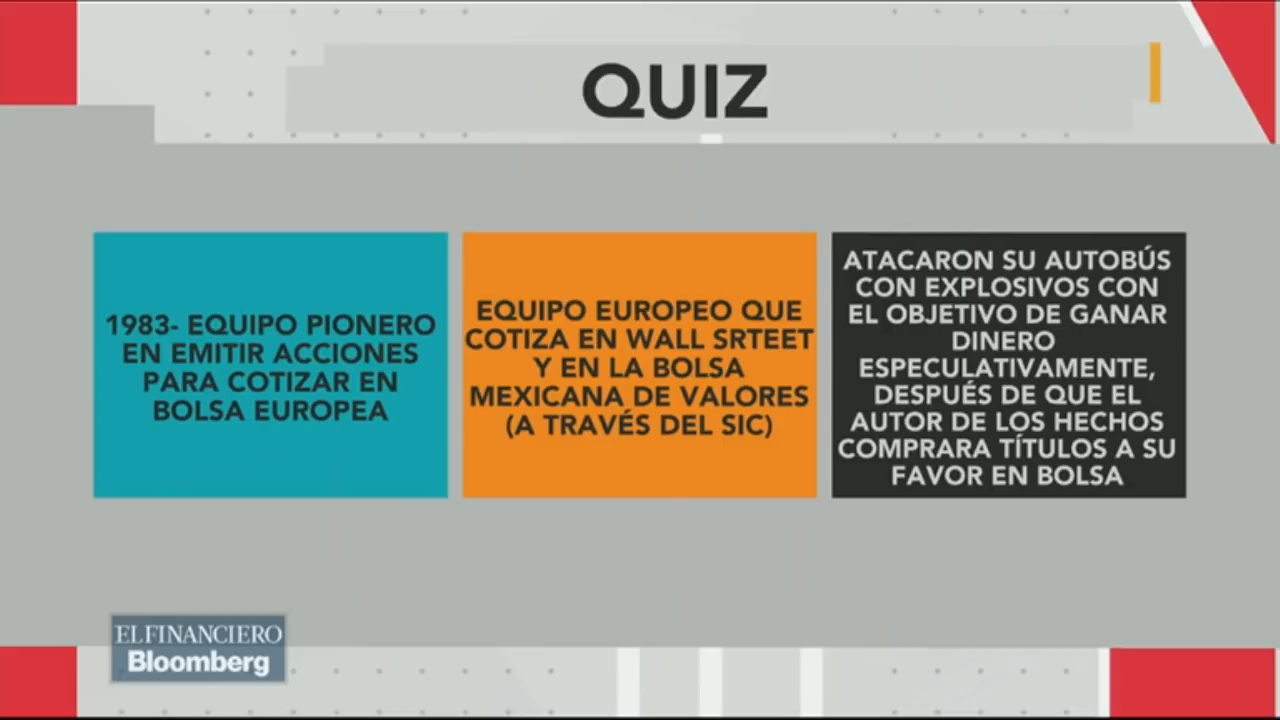 QUIZ
1983- EQUIPO PIONERO
EN EMITIR ACCIONES
PARA COTIZAR EN
BOLSA EUROPEA
EQUIPO EUROPEO QUE
COTIZA EN WALL SRTEET
Y EN LA BOLSA
MEXICANA DE VALORES
(A TRAVÉS DEL SIC)
ATACARON SU AUTOBÚS
CON EXPLOSIVOS CON
EL OBJETIVO DE GANAR
DINERO
ESPECULATIVAMENTE,
DESPUÉS DE QUE EL
AUTOR DE LOS HECHOS
COMPRARA TÍTULOS A SU
FAVOR EN BOLSA
EL FINANCIERO
Bloomberg